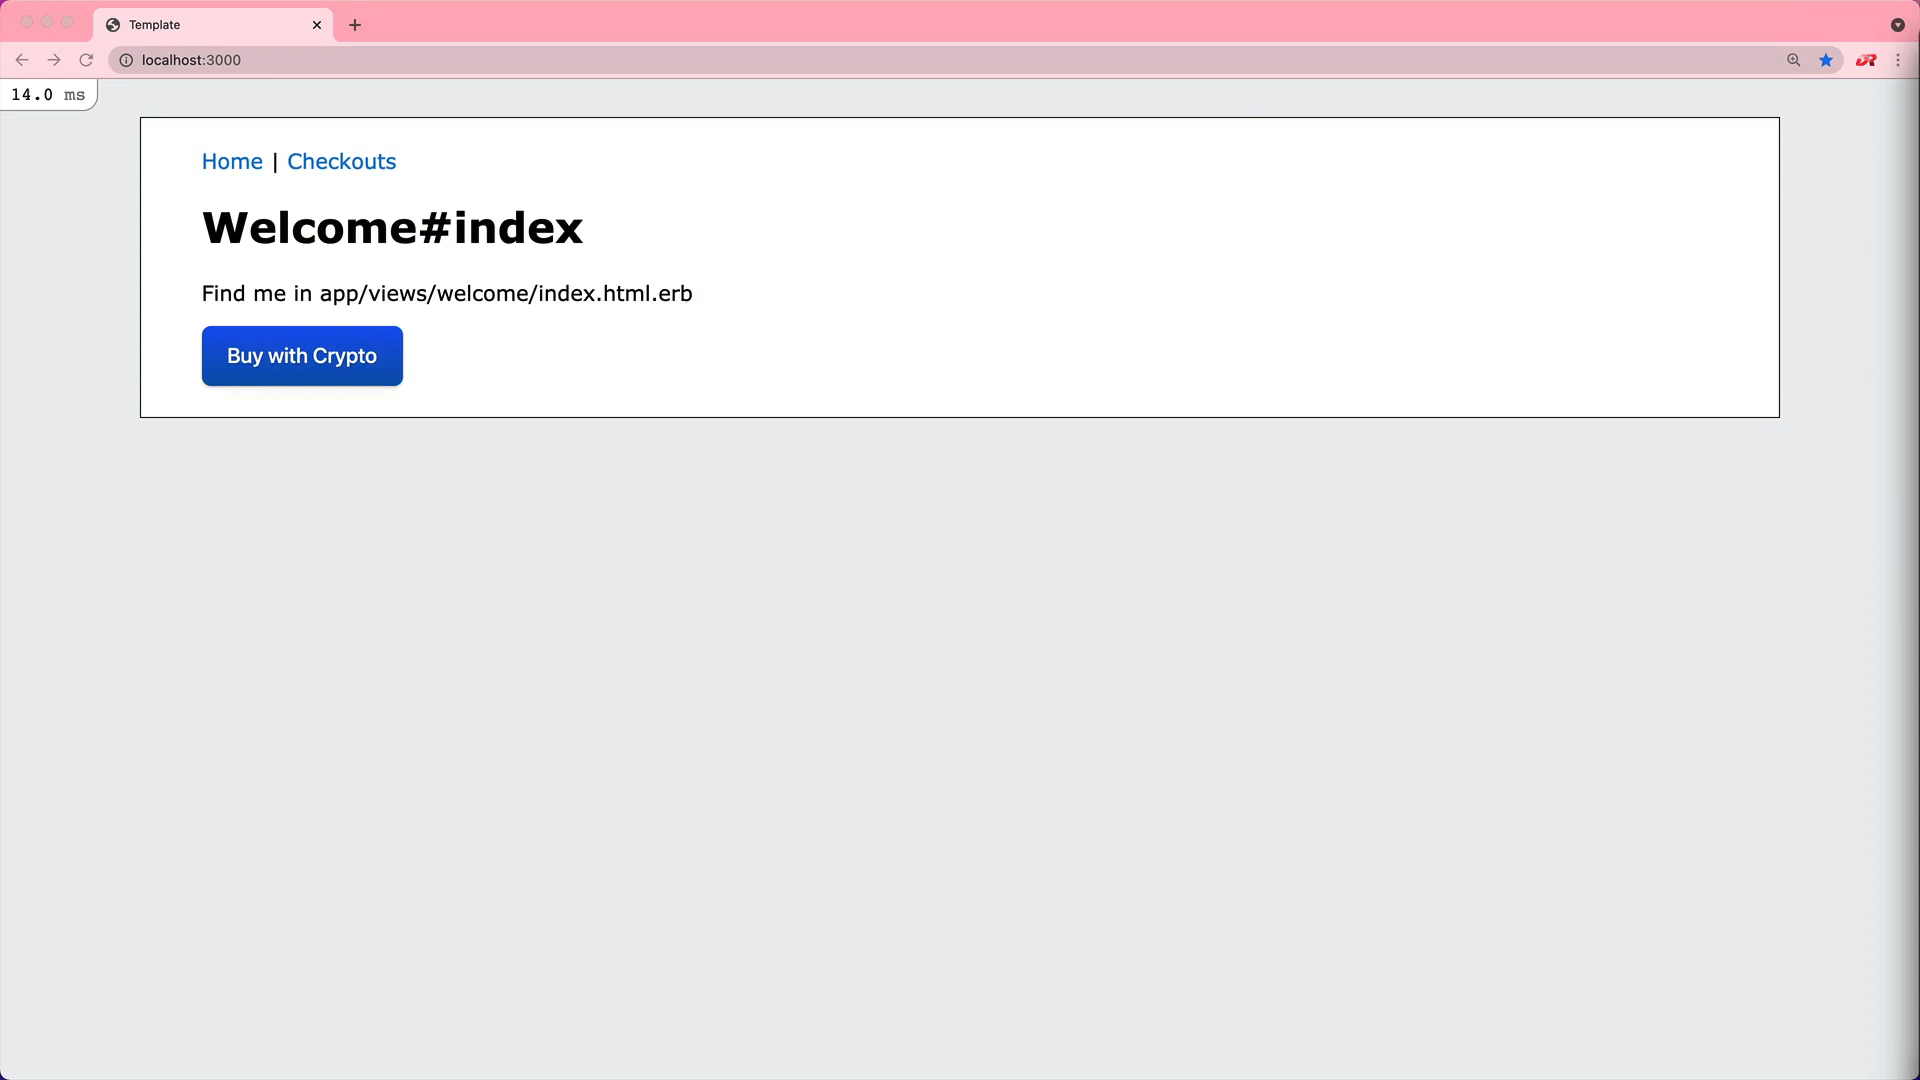 Template
localhost:3000
14.0 ms
Home | Checkouts
Welcome#index
Find me in app/views/welcome/index.html.erb
Buy with Crypto